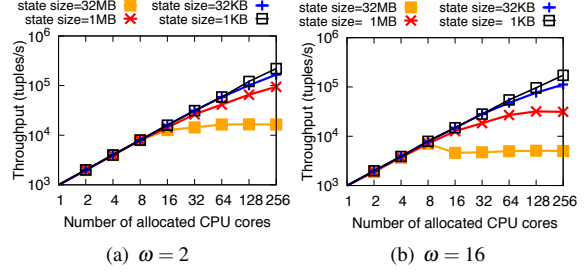 state size=32MB state size=32KB
state size=1MB state size=1KB
Throughput (tuples/s)
10^6
10^5
10^4
10^3
1 2 4 8 16 32 64 128 256
Number of allocated CPU cores
(a) ω = 2
state size=32MB state size=32KB
state size= 1MB state size= 1KB
Throughput (tuples/s)
10^6
10^5
10^4
10^3
1 2 4 8 16 32 64 128 256
Number of allocated CPU cores
(b) ω = 16